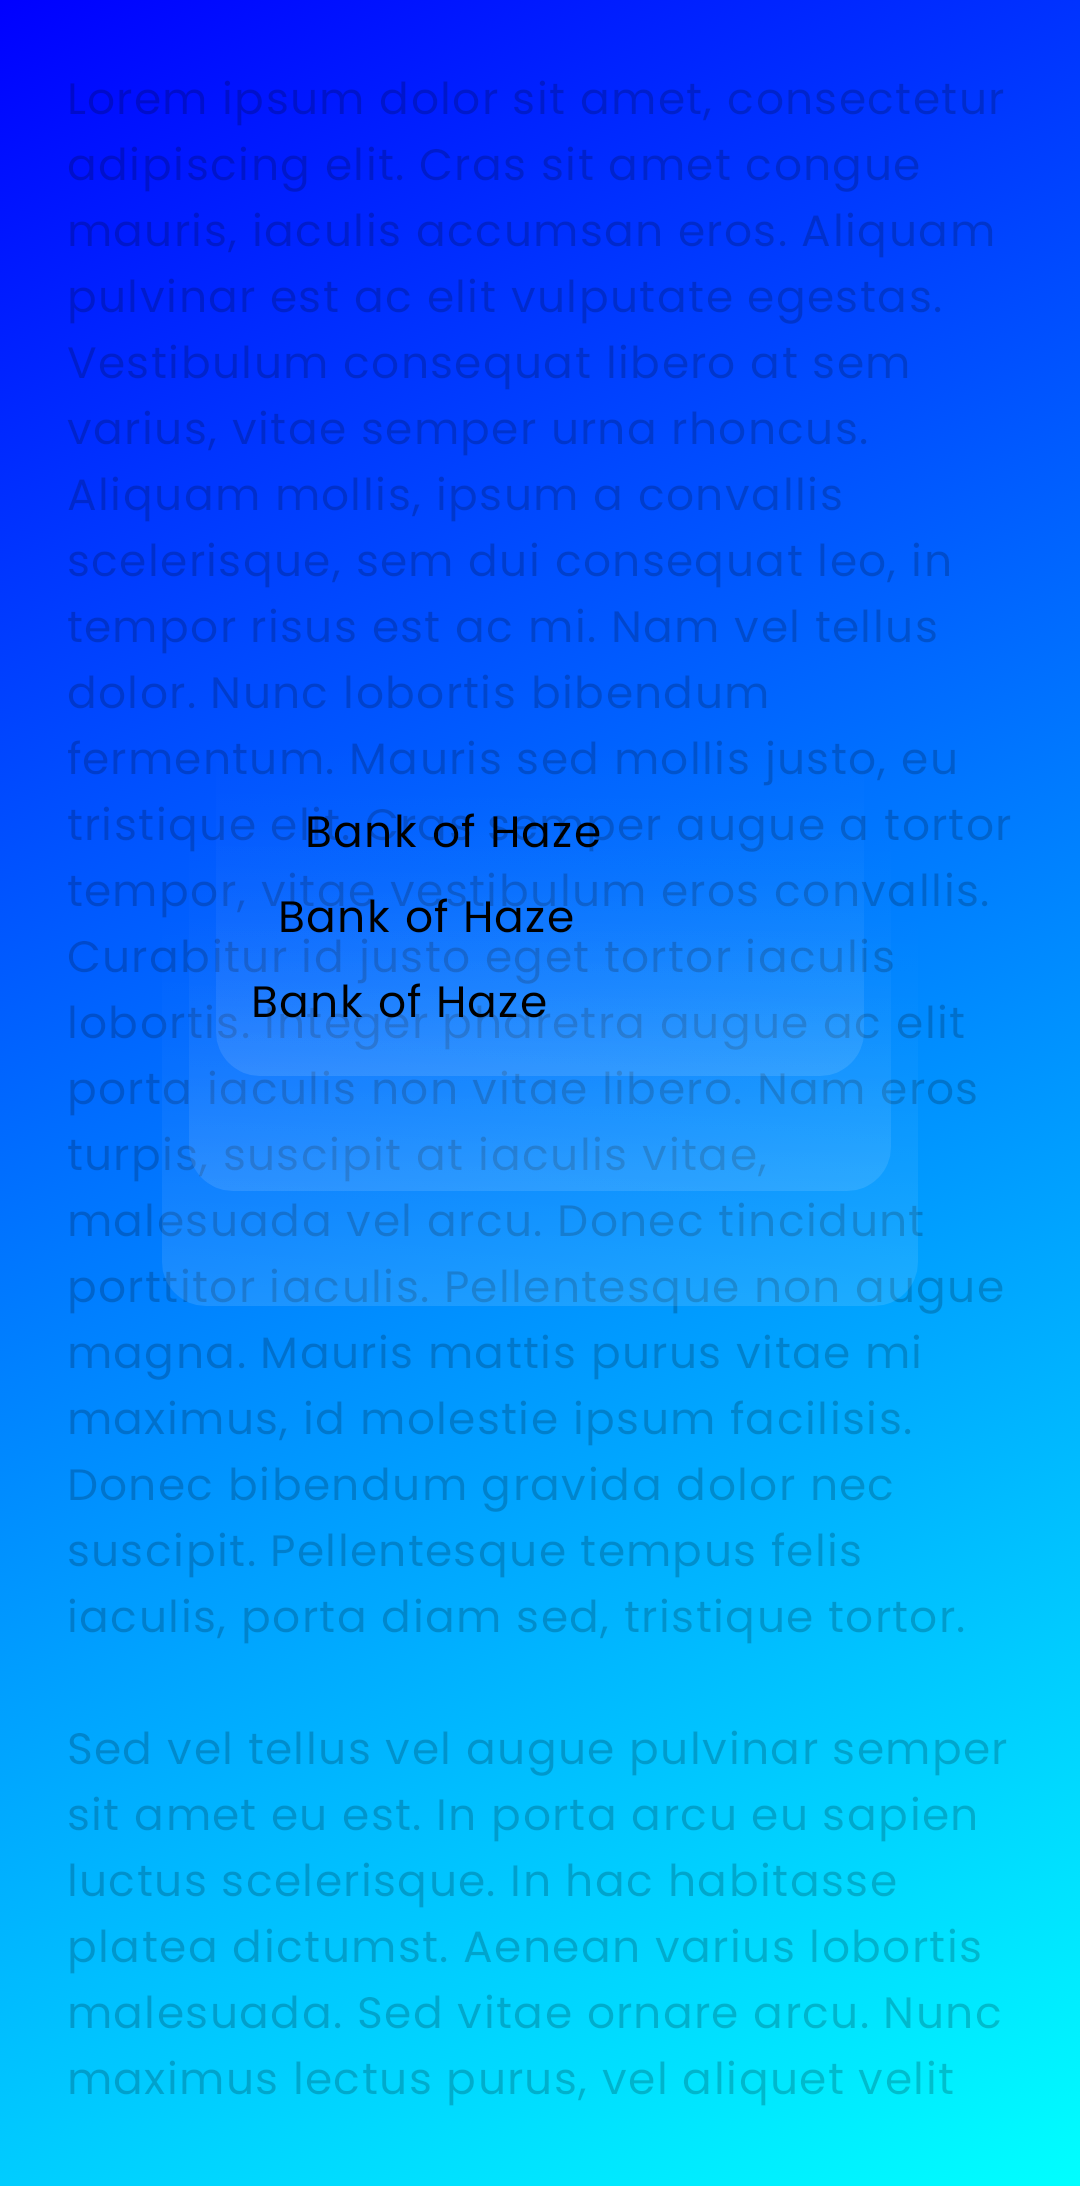 Lorem ipsum dolor sit amet, consectetur
adipiscing elit. Cras sit amet congue
mauris, iaculis accumsan eros. Aliquam
pulvinar est ac elit vulputate egestas.
Vestibulum consequat libero at sem
varius, vitae semper urna rhoncus.
Aliquam mollis, ipsum a convallis
scelerisque, sem dui consequat leo, in
tempor risus est ac mi. Nam vel tellus
dolor. Nunc lobortis bibendum
fermentum. Mauris sed mollis justo, eu
tristique elit. Cras semper augue a tortor
Bank of Haze
tempor, vitae vestibulum eros convallis.
Bank of Haze
Curabitur id justo eget tortor iaculis
Bank of Haze
lobortis. Integer pharetra augue ac elit
porta iaculis non vitae libero. Nam eros
turpis, suscipit at iaculis vitae,
malesuada vel arcu. Donec tincidunt
porttitor iaculis. Pellentesque non augue
magna. Mauris mattis purus vitae mi
maximus, id molestie ipsum facilisis.
Donec bibendum gravida dolor nec
suscipit. Pellentesque tempus felis
iaculis, porta diam sed, tristique tortor.
Sed vel tellus vel augue pulvinar semper
sit amet eu est. In porta arcu eu sapien
luctus scelerisque. In hac habitasse
platea dictumst. Aenean varius lobortis
malesuada. Sed vitae ornare arcu. Nunc
maximus lectus purus, vel aliquet velit